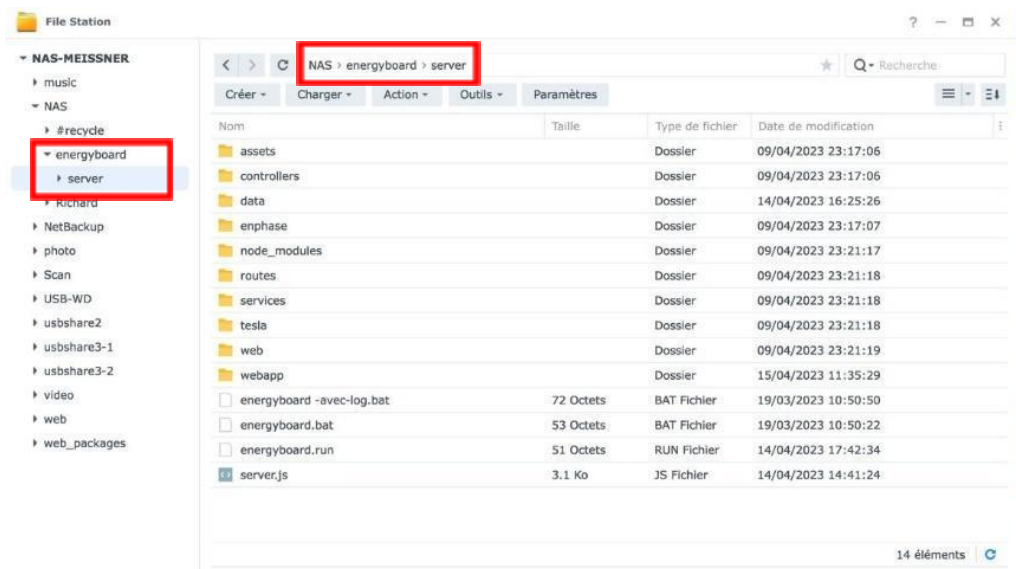 File Station
NAS-MEISSNER
music
NAS
#recycle
energyboard
server
Richard
NetBackup
photo
Scan
USB-WD
usbshare2
usbshare3-1
usbshare3-2
video
web
web_packages
NAS › energyboard › server
Recherche
Créer Charger Action Outils Paramètres
Nom Taille Type de fichier Date de modification
assets Dossier 09/04/2023 23:17:06
controllers Dossier 09/04/2023 23:17:06
data Dossier 14/04/2023 16:25:26
enphase Dossier 09/04/2023 23:17:07
node_modules Dossier 09/04/2023 23:21:17
routes Dossier 09/04/2023 23:21:18
services Dossier 09/04/2023 23:21:18
tesla Dossier 09/04/2023 23:21:18
web Dossier 09/04/2023 23:21:19
webapp Dossier 15/04/2023 11:35:29
energyboard -avec-log.bat 72 Octets BAT Fichier 19/03/2023 10:50:50
energyboard.bat 53 Octets BAT Fichier 19/03/2023 10:50:22
energyboard.run 51 Octets RUN Fichier 14/04/2023 17:42:34
server.js 3.1 Ko JS Fichier 14/04/2023 14:41:24
14 éléments